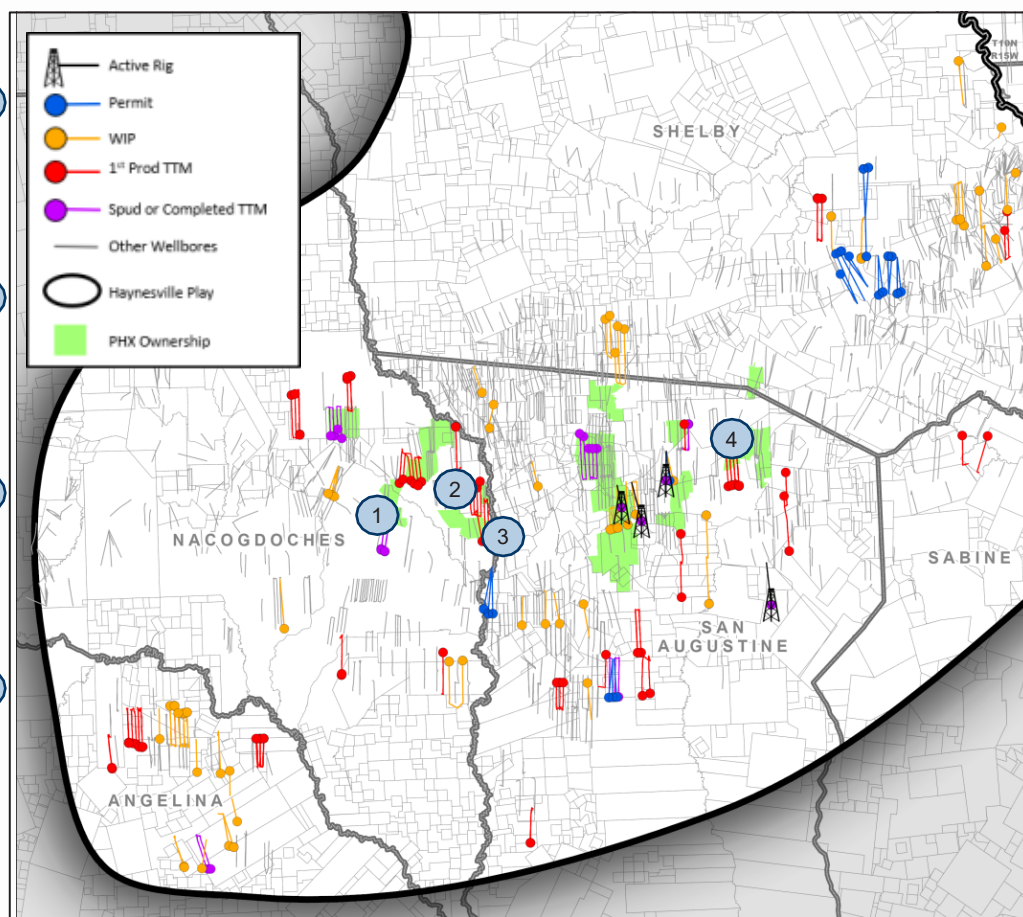 Active Rig
Permit
WIP
1st Prod TTM
Spud or Completed TTM
Other Wellbores
Haynesville Play
PHX Ownership
T10N
R15W
SHELBY
4
2
1
3
NACOGDOCHES
SABINE
SAN
AUGUSTINE
ANGELINA